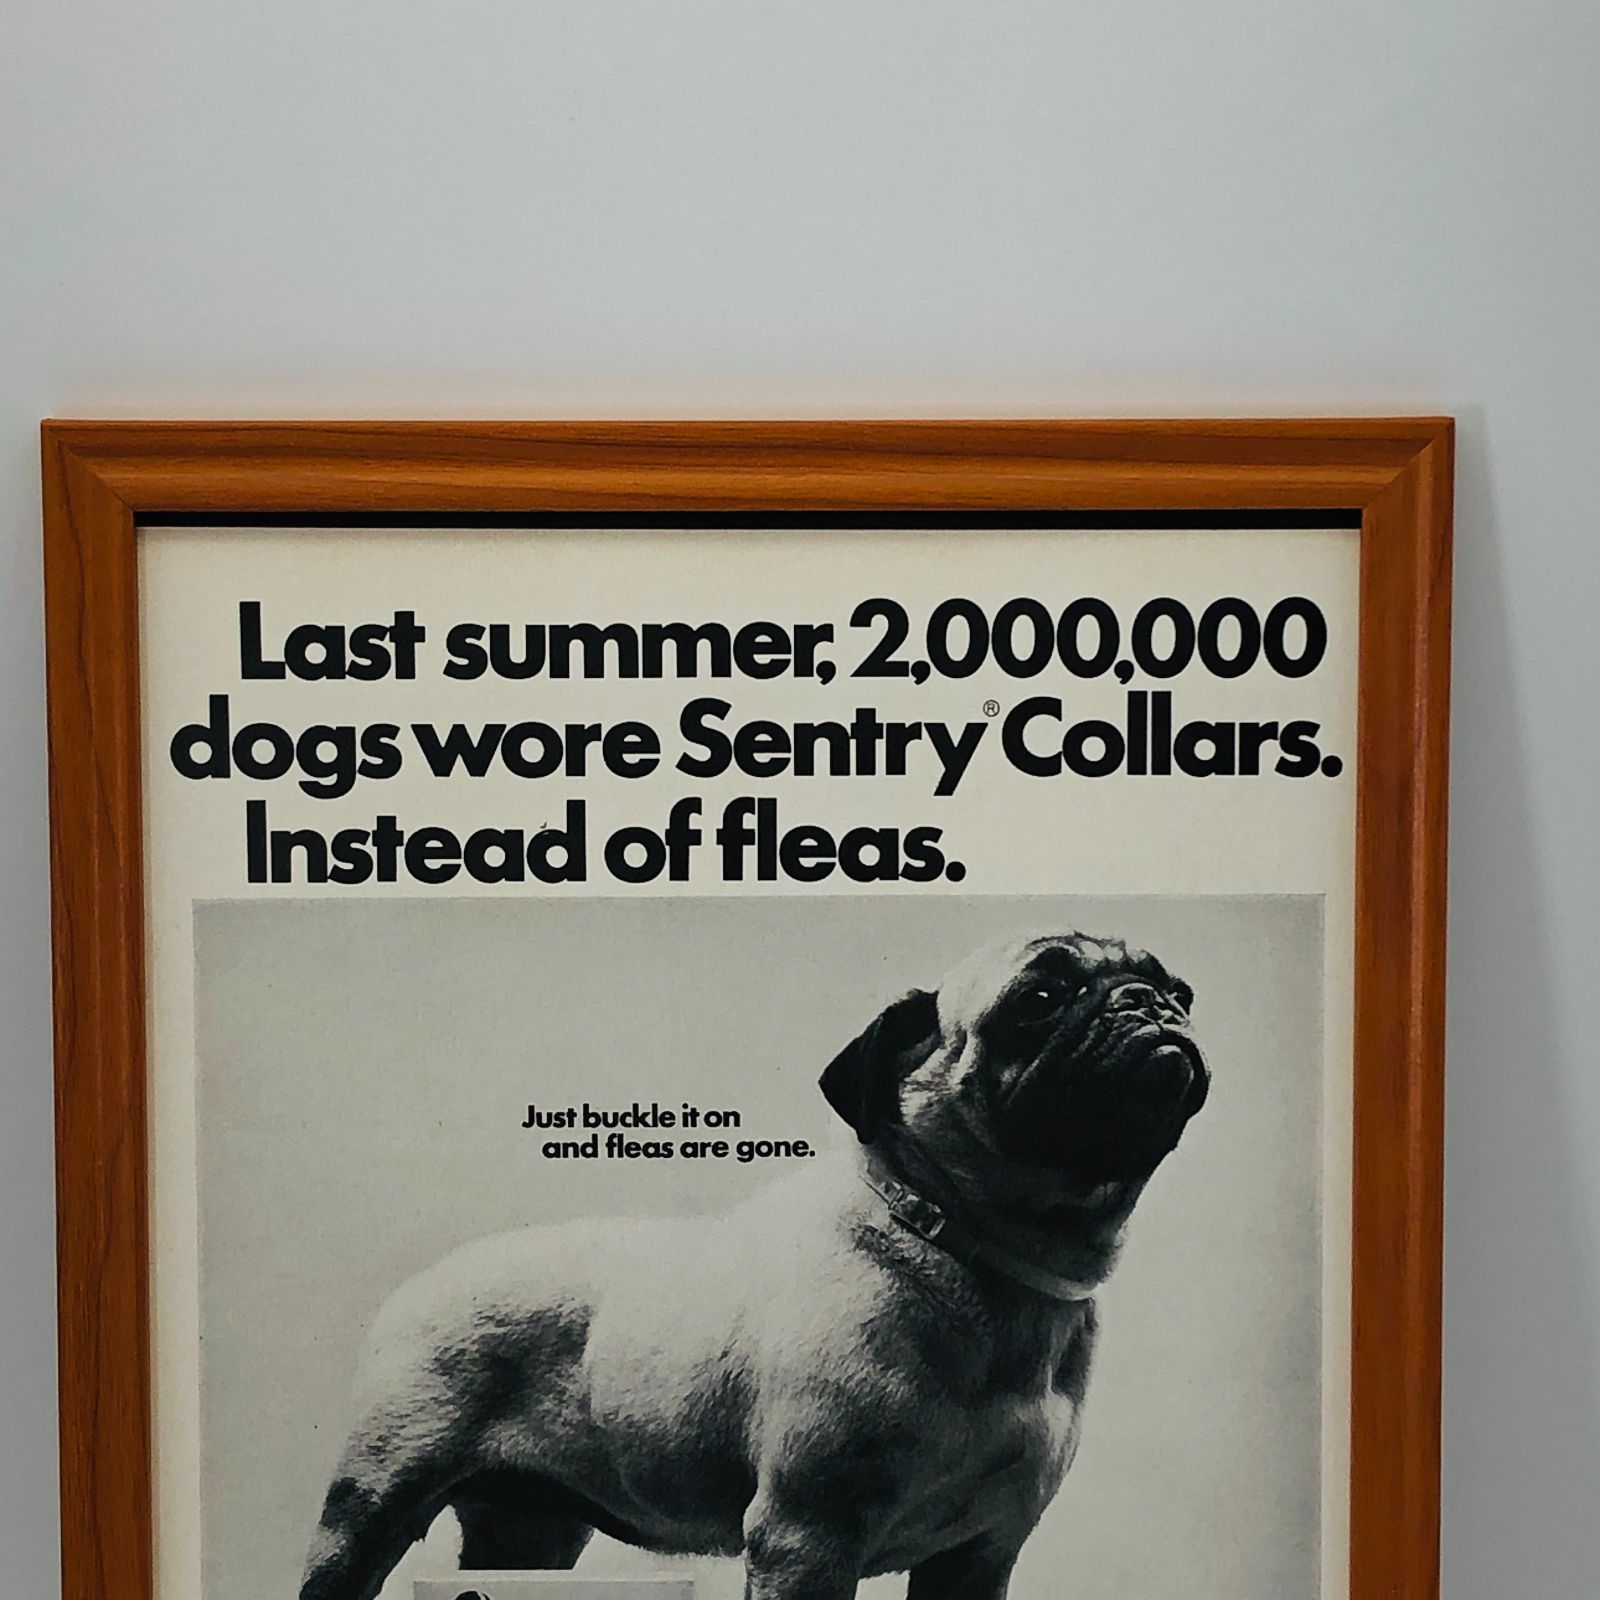 Last summer, 2,000,000
dogs wore Sentry® Collars.
Instead of fleas.
Just buckle it on
and fleas are gone.